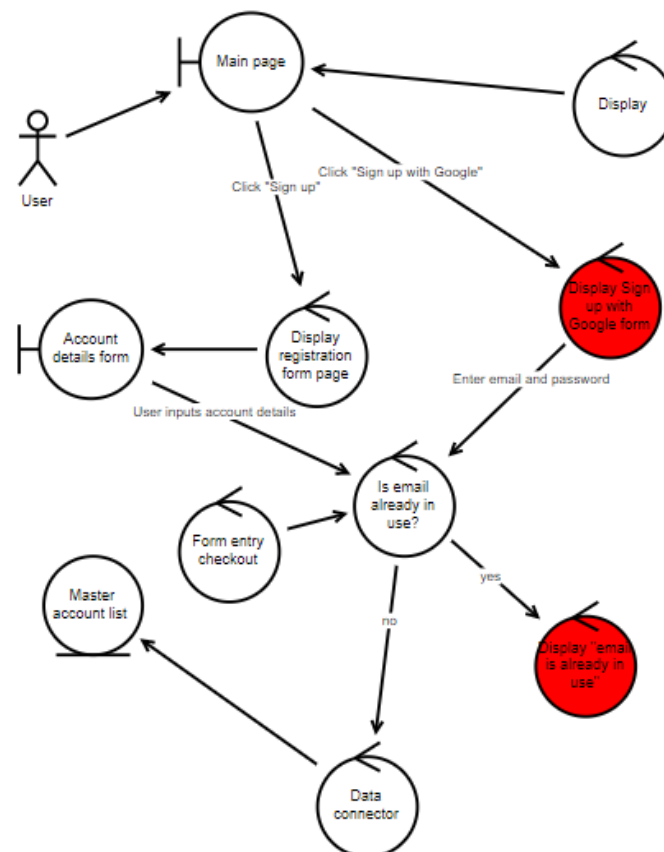 Main page
Display
User
Click "Sign up"
Click "Sign up with Google"
Display Sign
up with
Google form
Account
details form
Display
registration
form page
Enter email and password
User inputs account details
Is email
already in
use?
Form entry
checkout
Master
account list
yes
no
Display "email
is already in
use"
Data
connector